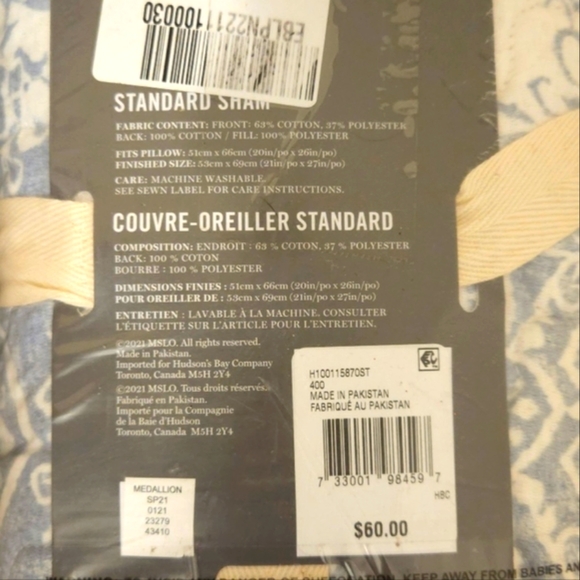 EBLPN2211100030
STANDARD SHAM
FABRIC CONTENT: FRONT: 63% COTTON, 37% POLYESTER
BACK: 100% COTTON / FILL: 100% POLYESTER
FITS PILLOW: 51cm x 66cm (20in/po x 26in/po)
FINISHED SIZE: 53cm x 69cm (21in/po x 27in/po)
CARE: MACHINE WASHABLE.
SEE SEWN LABEL FOR CARE INSTRUCTIONS.
COUVRE-OREILLER STANDARD
COMPOSITION: ENDROIT : 63 % COTON, 37 % POLYESTER
BACK: 100 % COTON
BOURRE : 100 % POLYESTER
DIMENSIONS FINIES : 51cm x 66cm (20in/po x 26in/po)
POUR OREILLER DE : 53cm x 69cm (21in/po x 27in/po)
ENTRETIEN : LAVABLE À LA MACHINE. CONSULTER
L'ÉTIQUETTE SUR L'ARTICLE POUR L'ENTRETIEN.
©2021 MSLO. All rights reserved.
Made in Pakistan.
Imported for Hudson's Bay Company
Toronto, Canada M5H 2Y4
©2021 MSLO. Tous droits réservés.
Fabriqué en Pakistan.
Importé pour la Compagnie
de la Baie d'Hudson
Toronto, Canada M5H 2Y4
H100115870ST
400
MADE IN PAKISTAN
FABRIQUÉ AU PAKISTAN
7 33001 98459 7
HBC
$60.00
MEDALLION
SP21
0121
23279
43410
KEEP AWAY FROM BABIES AN